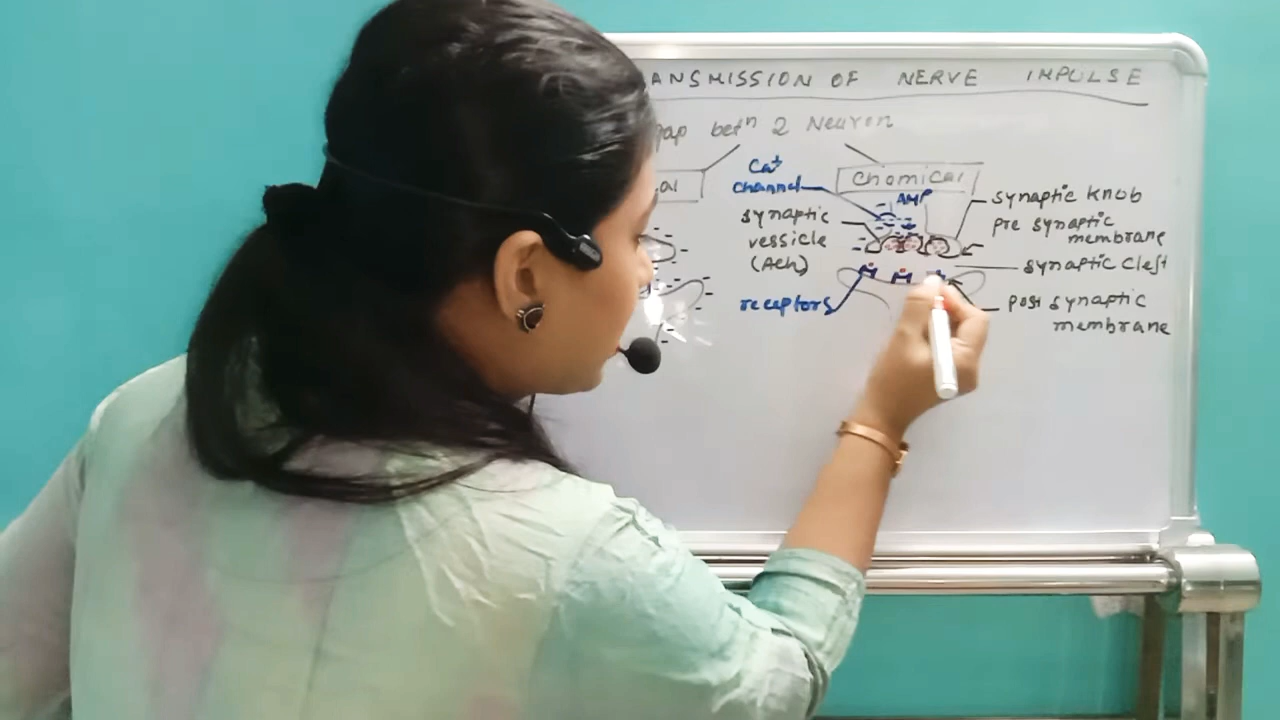 ANSMISSION OF NERVE IMPULSE
gap betn 2 Neuron
Chemical
Ca+
channel
AMP
synaptic
vessicle
(Ach)
receptors
synaptic knob
pre synaptic
membrane
synaptic cleft
post synaptic
membrane